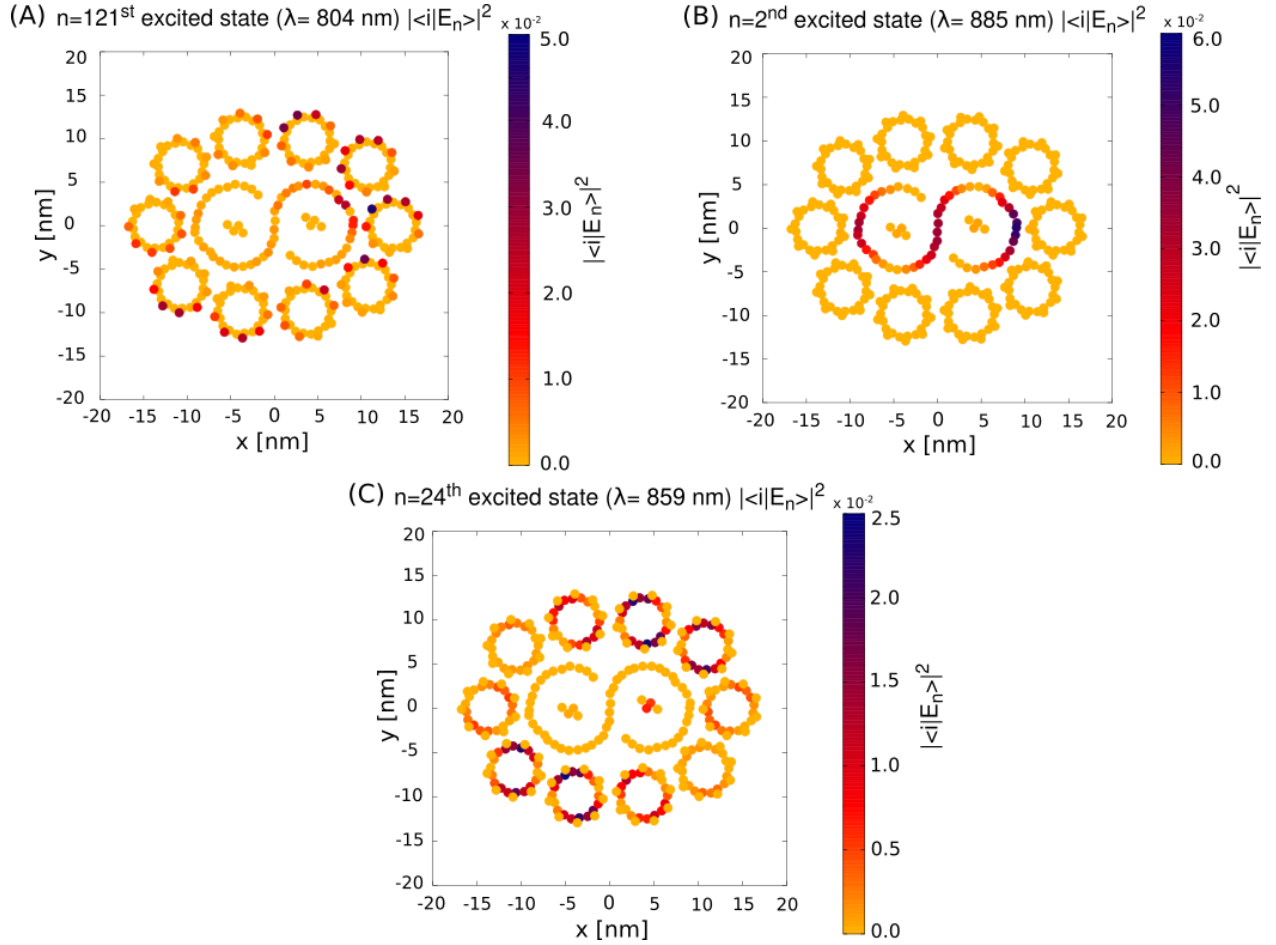 (A) n=121st excited state (λ= 804 nm) |<i|En>|2
x 10-2
5.0
4.0
3.0
2.0
1.0
0.0
|<i|En>|2
20
15
10
5
0
-5
-10
-15
-20
y [nm]
-20 -15 -10 -5 0 5 10 15 20
x [nm]
(B) n=2nd excited state (λ= 885 nm) |<i|En>|2
x 10-2
6.0
5.0
4.0
3.0
2.0
1.0
0.0
|<i|En>|2
20
15
10
5
0
-5
-10
-15
-20
y [nm]
-20 -15 -10 -5 0 5 10 15 20
x [nm]
(C) n=24th excited state (λ= 859 nm) |<i|En>|2
x 10-2
2.5
2.0
1.5
1.0
0.5
0.0
|<i|En>|2
20
15
10
5
0
-5
-10
-15
-20
y [nm]
-20 -15 -10 -5 0 5 10 15 20
x [nm]